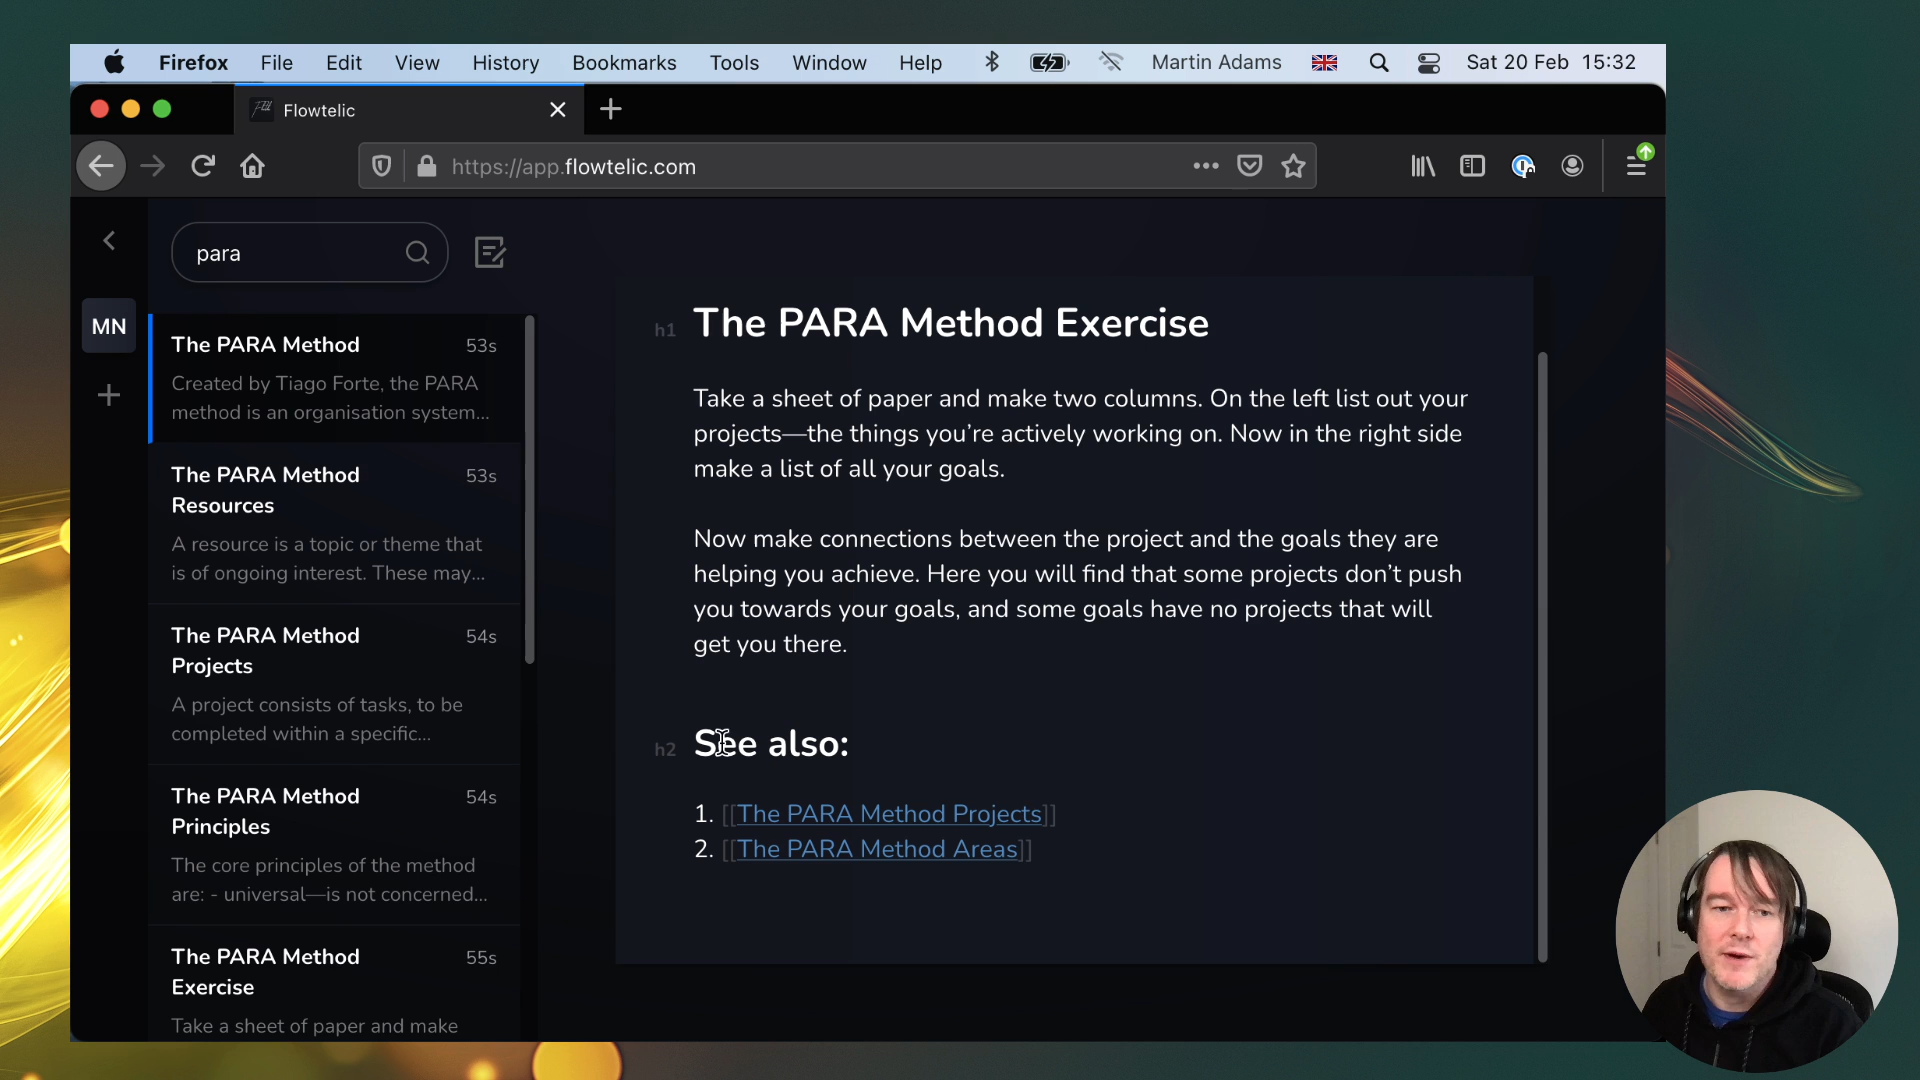 Firefox File Edit View History Bookmarks Tools Window Help Martin Adams Sat 20 Feb 15:32
Flowtelic
https://app.flowtelic.com
para
MN
The PARA Method 53s
Created by Tiago Forte, the PARA
method is an organisation system...
The PARA Method 53s
Resources
A resource is a topic or theme that
is of ongoing interest. These may...
The PARA Method 54s
Projects
A project consists of tasks, to be
completed within a specific...
The PARA Method 54s
Principles
The core principles of the method
are: - universal—is not concerned...
The PARA Method 55s
Exercise
Take a sheet of paper and make
h1 The PARA Method Exercise
Take a sheet of paper and make two columns. On the left list out your
projects—the things you’re actively working on. Now in the right side
make a list of all your goals.
Now make connections between the project and the goals they are
helping you achieve. Here you will find that some projects don’t push
you towards your goals, and some goals have no projects that will
get you there.
h2 See also:
1. [[The PARA Method Projects]]
2. [[The PARA Method Areas]]